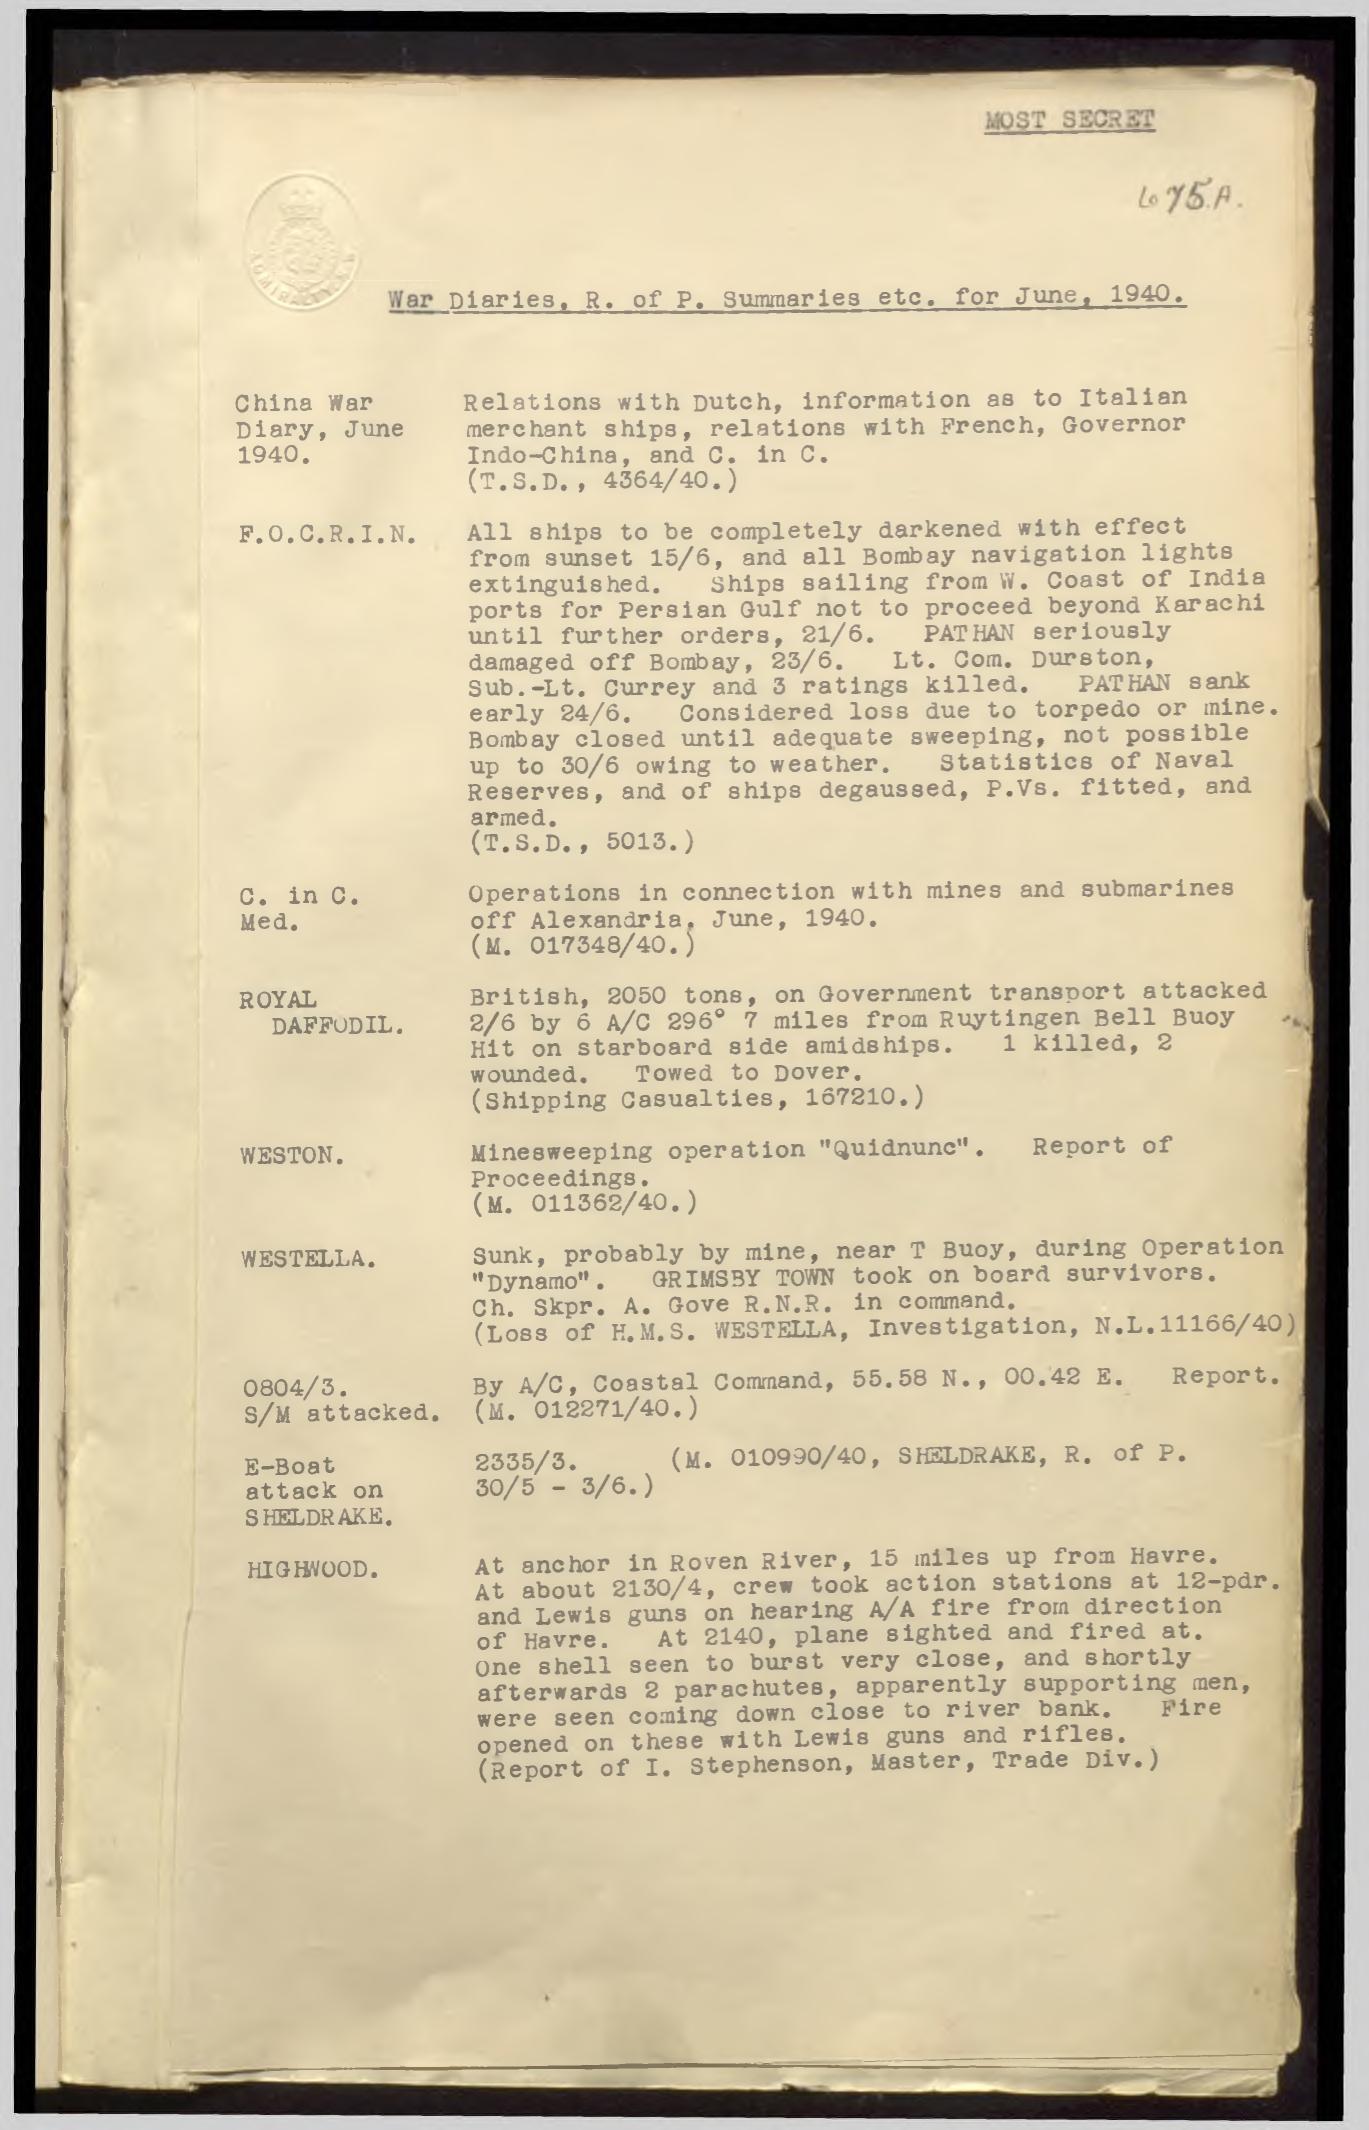 MOST SECRET
675.A.
ADMIRALTY
War Diaries, R. of P. Summaries etc. for June, 1940.
China War
Diary, June
1940.
Relations with Dutch, information as to Italian
merchant ships, relations with French, Governor
Indo-China, and C. in C.
(T.S.D., 4364/40.)
F.O.C.R.I.N.
All ships to be completely darkened with effect
from sunset 15/6, and all Bombay navigation lights
extinguished. Ships sailing from W. Coast of India
ports for Persian Gulf not to proceed beyond Karachi
until further orders, 21/6. PATHAN seriously
damaged off Bombay, 23/6. Lt. Com. Durston,
Sub.-Lt. Currey and 3 ratings killed. PATHAN sank
early 24/6. Considered loss due to torpedo or mine.
Bombay closed until adequate sweeping, not possible
up to 30/6 owing to weather. Statistics of Naval
Reserves, and of ships degaussed, P.Vs. fitted, and
armed.
(T.S.D., 5013.)
C. in C.
Med.
Operations in connection with mines and submarines
off Alexandria, June, 1940.
(M. 017348/40.)
ROYAL
DAFFODIL.
British, 2050 tons, on Government transport attacked
2/6 by 6 A/C 296° 7 miles from Ruytingen Bell Buoy
Hit on starboard side amidships. 1 killed, 2
wounded. Towed to Dover.
(Shipping Casualties, 167210.)
WESTON.
Minesweeping operation "Quidnunc". Report of
Proceedings.
(M. 011362/40.)
WESTELLA.
Sunk, probably by mine, near T Buoy, during Operation
"Dynamo". GRIMSBY TOWN took on board survivors.
Ch. Skpr. A. Gove R.N.R. in command.
(Loss of H.M.S. WESTELLA, Investigation, N.L.11166/40)
0804/3.
S/M attacked.
By A/C, Coastal Command, 55.58 N., 00.42 E. Report.
(M. 012271/40.)
E-Boat
attack on
SHELDRAKE.
2335/3. (M. 010990/40, SHELDRAKE, R. of P.
30/5 - 3/6.)
HIGHWOOD.
At anchor in Roven River, 15 miles up from Havre.
At about 2130/4, crew took action stations at 12-pdr.
and Lewis guns on hearing A/A fire from direction
of Havre. At 2140, plane sighted and fired at.
One shell seen to burst very close, and shortly
afterwards 2 parachutes, apparently supporting men,
were seen coming down close to river bank. Fire
opened on these with Lewis guns and rifles.
(Report of I. Stephenson, Master, Trade Div.)